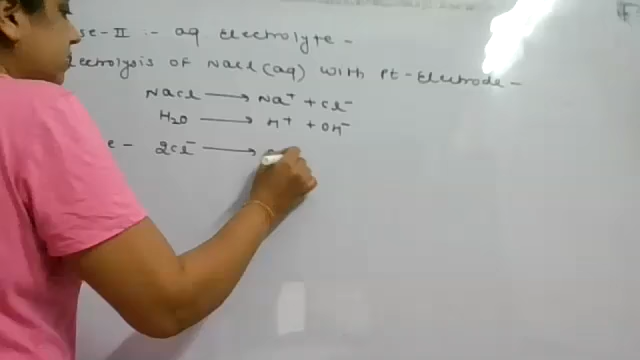 se-II :- aq Electrolyte -
lectrolysis of NaCl(aq) with Pt-Electrode -
NaCl ⟶ Na⁺ + Cl⁻
H₂O ⟶ H⁺ + OH⁻
e - 2Cl⁻ ⟶